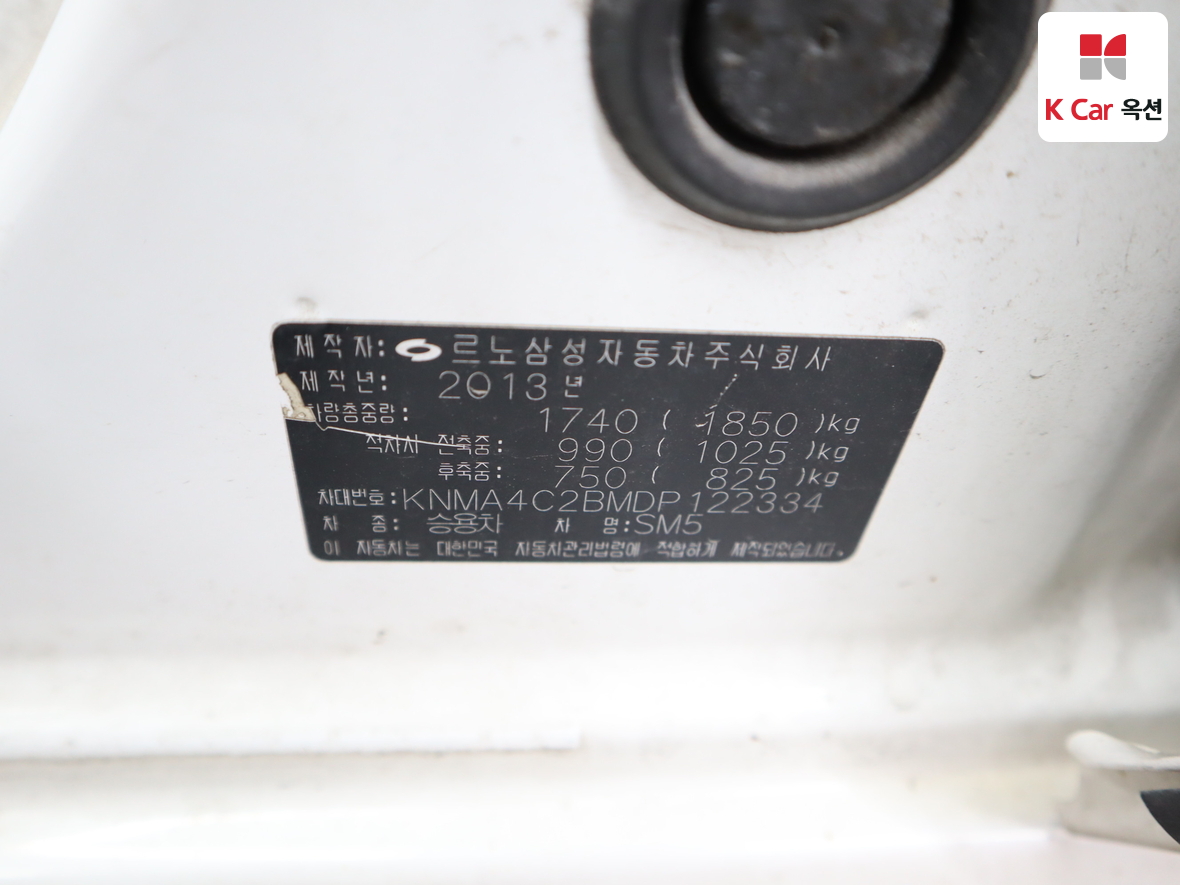 K Car 옥션
제 작 자: 르노삼성자동차주식회사
제 작 년: 2013 년
차량총중량: 1740 ( 1850 )kg
적차시 전축중: 990 ( 1025 )kg
후축중: 750 ( 825 )kg
차대번호: KNMA4C2BMDP122334
차 종: 승용차 차 명: SM5
이 자동차는 대한민국 자동차관리법령에 적합하게 제작되었습니다.